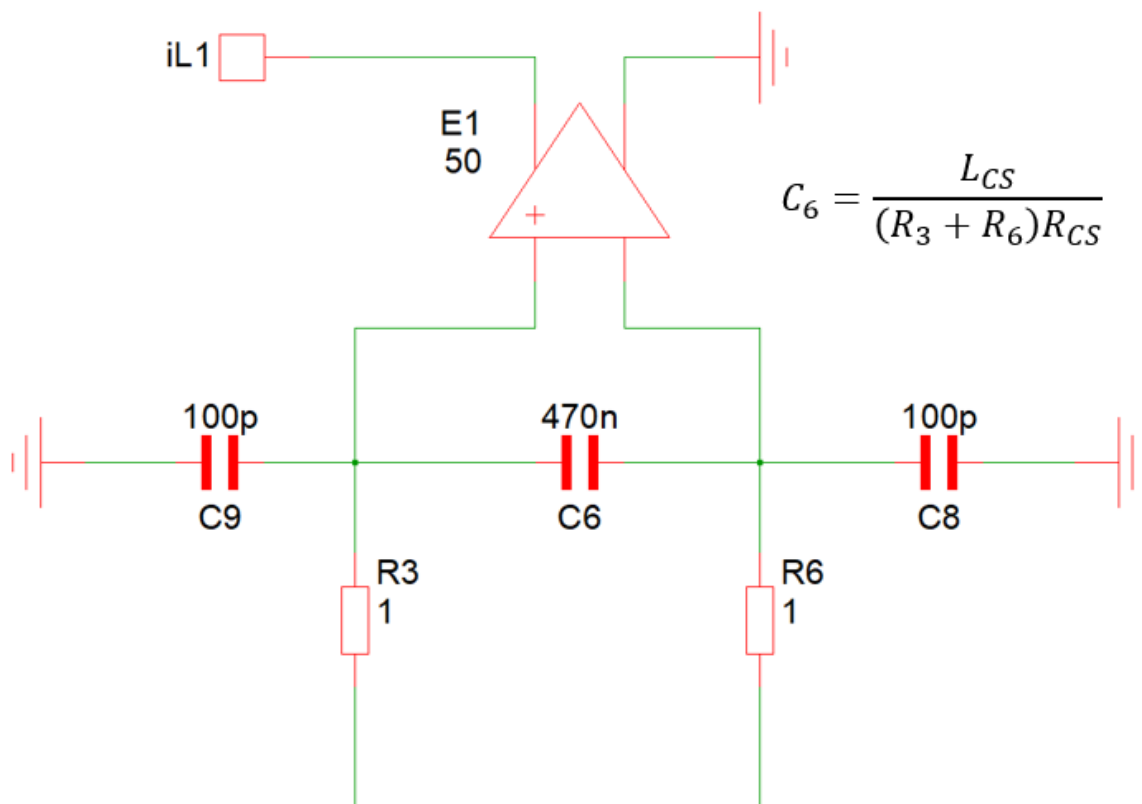 iL1
E1
50
C₆ = L_CS / ((R₃ + R₆)R_CS)
100p
470n
100p
C9
C6
C8
R3
1
R6
1